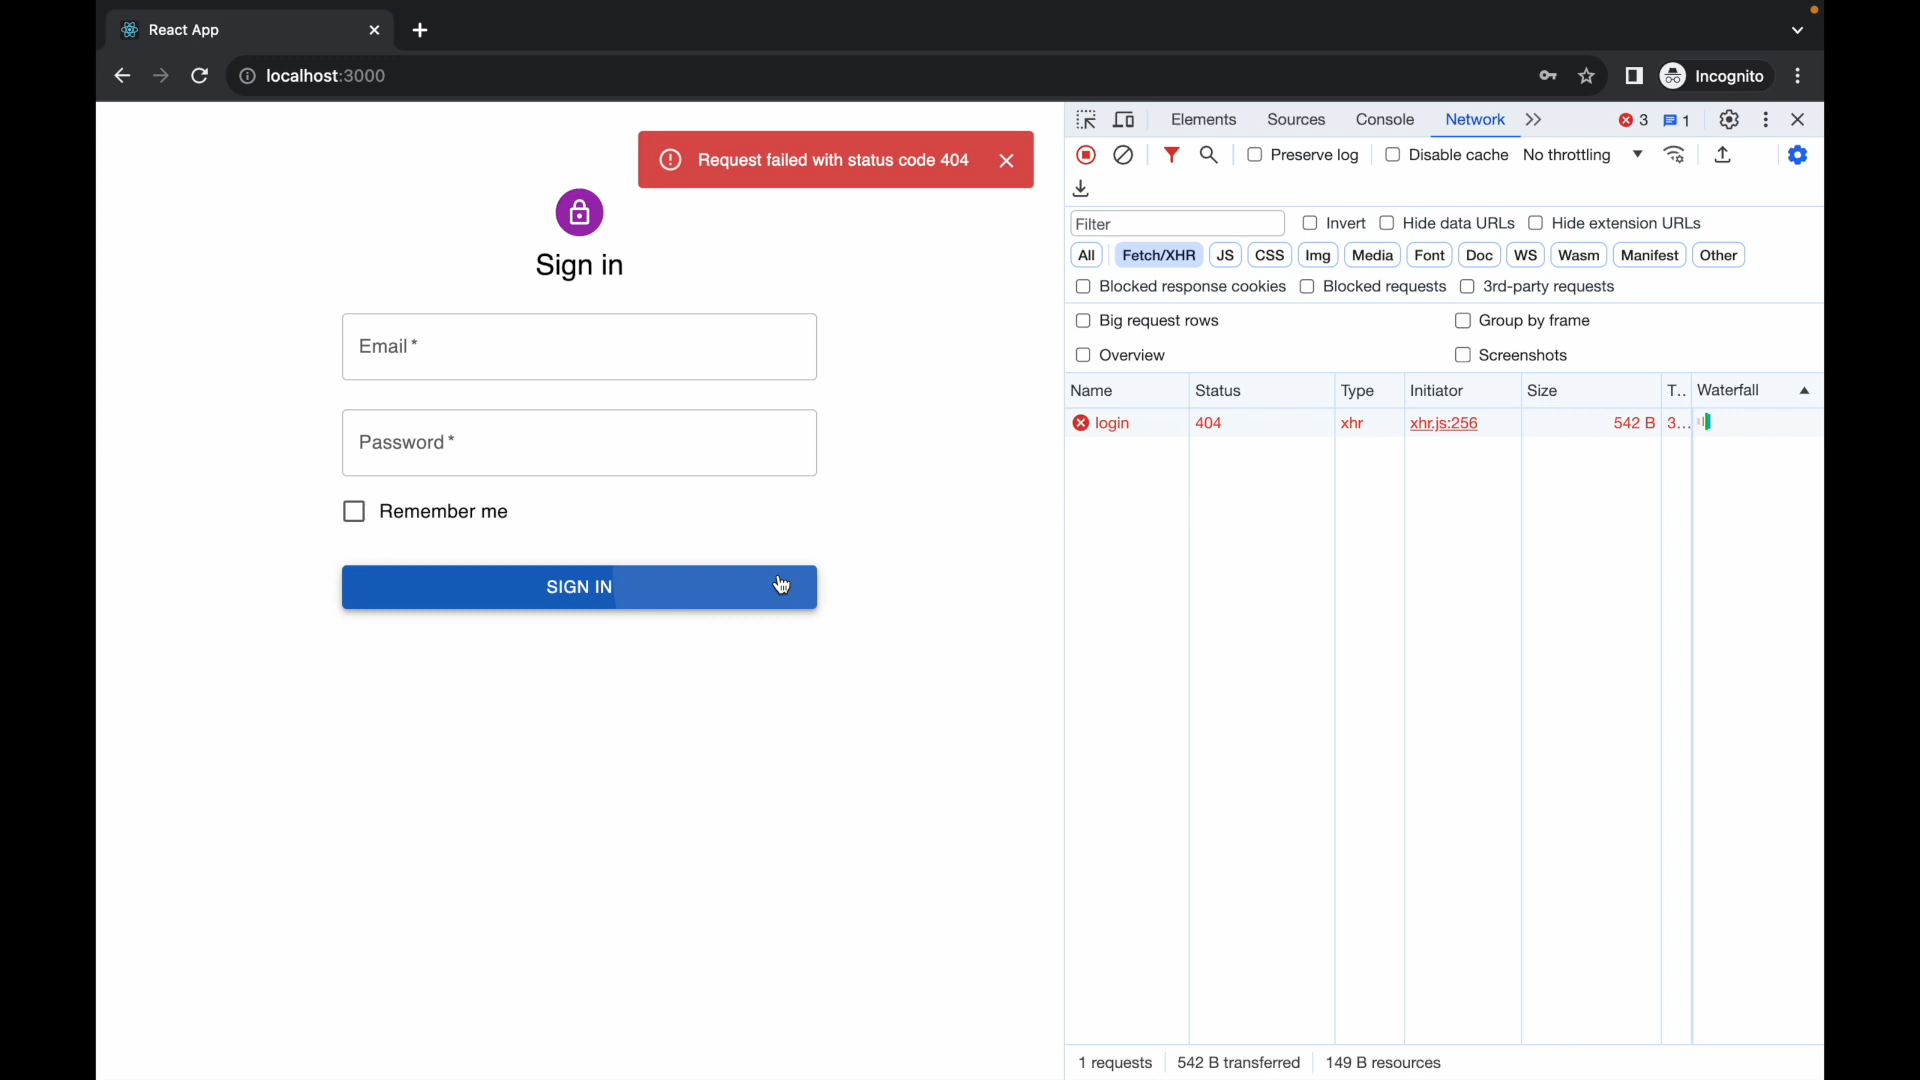 React App
localhost:3000
Incognito
Request failed with status code 404
Sign in
Email *
Password *
Remember me
SIGN IN
Elements Sources Console Network 3 1
Preserve log Disable cache No throttling
Filter Invert Hide data URLs Hide extension URLs
All Fetch/XHR JS CSS Img Media Font Doc WS Wasm Manifest Other
Blocked response cookies Blocked requests 3rd-party requests
Big request rows Group by frame
Overview Screenshots
Name Status Type Initiator Size T.. Waterfall
login 404 xhr xhr.js:256 542 B 3...
1 requests 542 B transferred 149 B resources